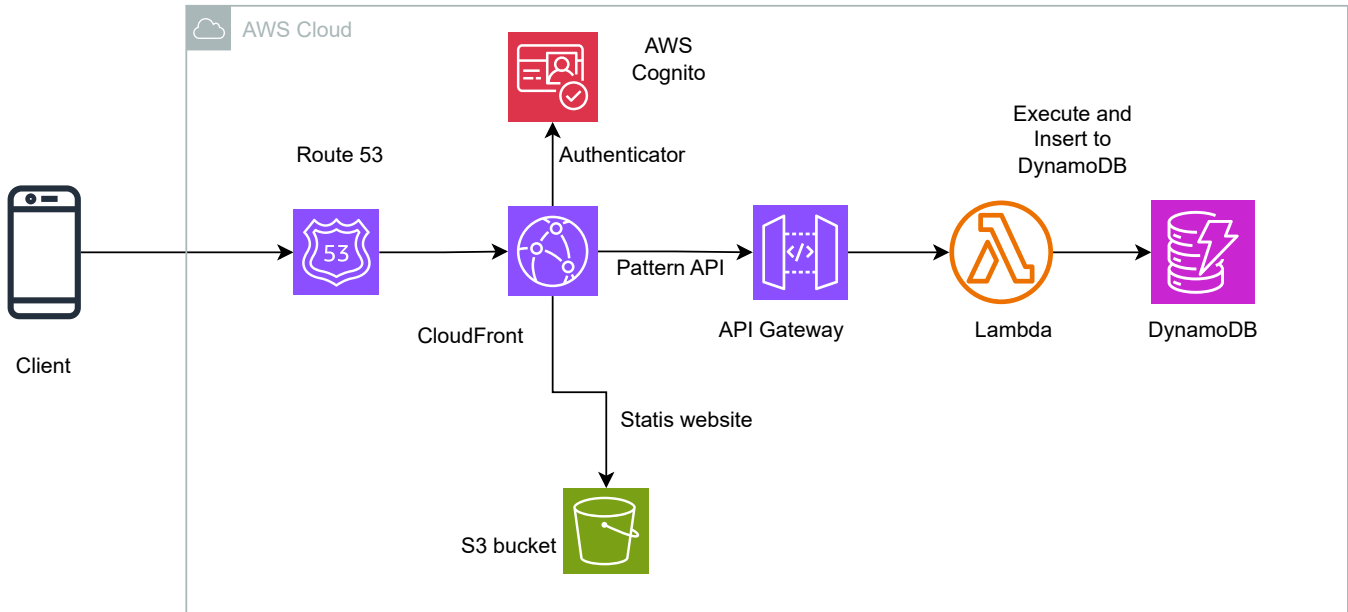 AWS Cloud
AWS
Cognito
Execute and
Insert to
DynamoDB
Route 53
Authenticator
53
</>
Pattern API
CloudFront
API Gateway
Lambda
DynamoDB
Client
Statis website
S3 bucket